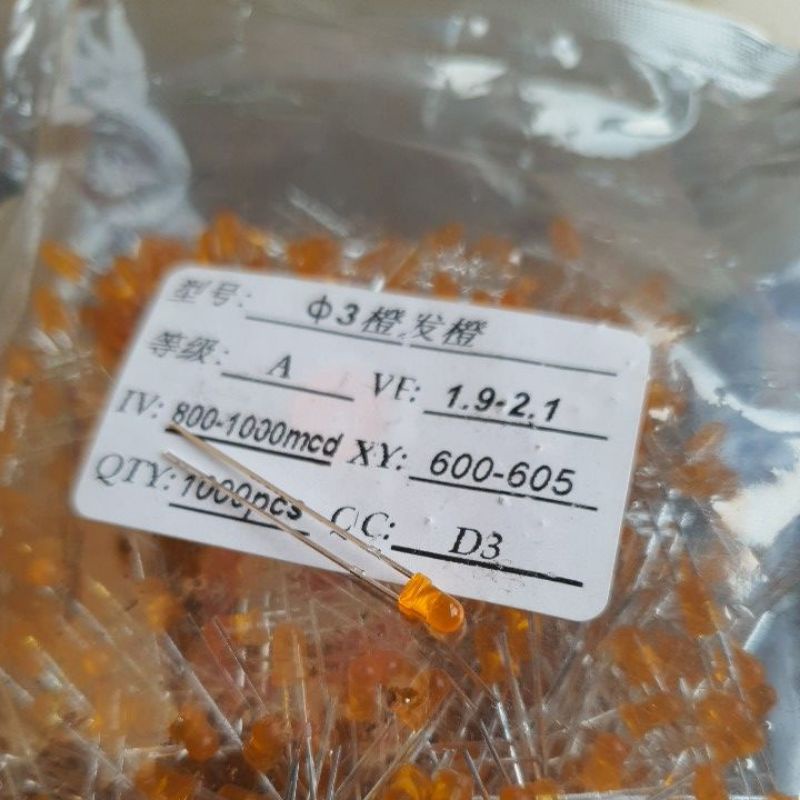 型号: Φ3橙发橙
等级: A VF: 1.9-2.1
IV: 800-1000mcd XY: 600-605
QTY: 1000pcs QC: D3